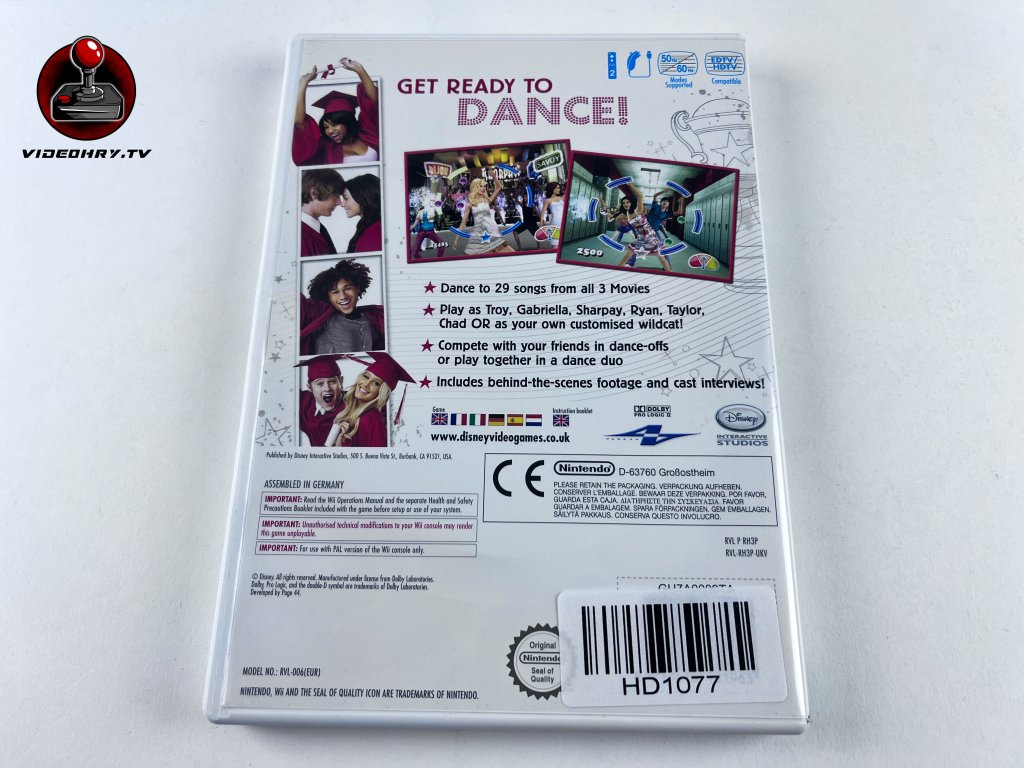 VIDEOHRY.TV
GET READY TO
DANCE!
2
50Hz
60Hz
Modes
Supported
EDTV/
HDTV
Compatible
SAVOY
2500
Dance to 29 songs from all 3 Movies
Play as Troy, Gabriella, Sharpay, Ryan, Taylor,
Chad OR as your own customised wildcat!
Compete with your friends in dance-offs
or play together in a dance duo
Includes behind-the-scenes footage and cast interviews!
Game
Instruction booklet
www.disneyvideogames.co.uk
DOLBY
PRO LOGIC II
Disney
INTERACTIVE
STUDIOS
Published by Disney Interactive Studios, 500 S. Buena Vista St., Burbank, CA 91521, USA.
ASSEMBLED IN GERMANY
IMPORTANT: Read the Wii Operations Manual and the separate Health and Safety
Precautions Booklet included with the game before setup or use of your system.
IMPORTANT: Unauthorised technical modifications to your Wii console may render
this game unplayable.
IMPORTANT: For use with PAL version of the Wii console only.
CE
Nintendo D-63760 Großostheim
PLEASE RETAIN THE PACKAGING. VERPACKUNG AUFHEBEN.
CONSERVER L'EMBALLAGE. BEWAAR DEZE VERPAKKING. POR FAVOR,
GUARDA ESTA CAJA. ΔΙΑΤΗΡΗΣΤΕ ΤΗΝ ΣΥΣΚΕΥΑΣΙΑ. POR FAVOR
GUARDAR A EMBALAGEM. SPARA FÖRPACKNINGEN. GEM EMBALLAGEN.
SÄILYTÄ PAKKAUS. CONSERVA QUESTO INVOLUCRO.
RVL P RH3P
RVL-RH3P-UKV
© Disney. All rights reserved. Manufactured under license from Dolby Laboratories.
Dolby, Pro Logic, and the double-D symbol are trademarks of Dolby Laboratories.
Developed by Page 44.
Original
Nintendo
Seal of
Quality
HD1077
MODEL NO.: RVL-006(EUR)
NINTENDO, Wii AND THE SEAL OF QUALITY ICON ARE TRADEMARKS OF NINTENDO.